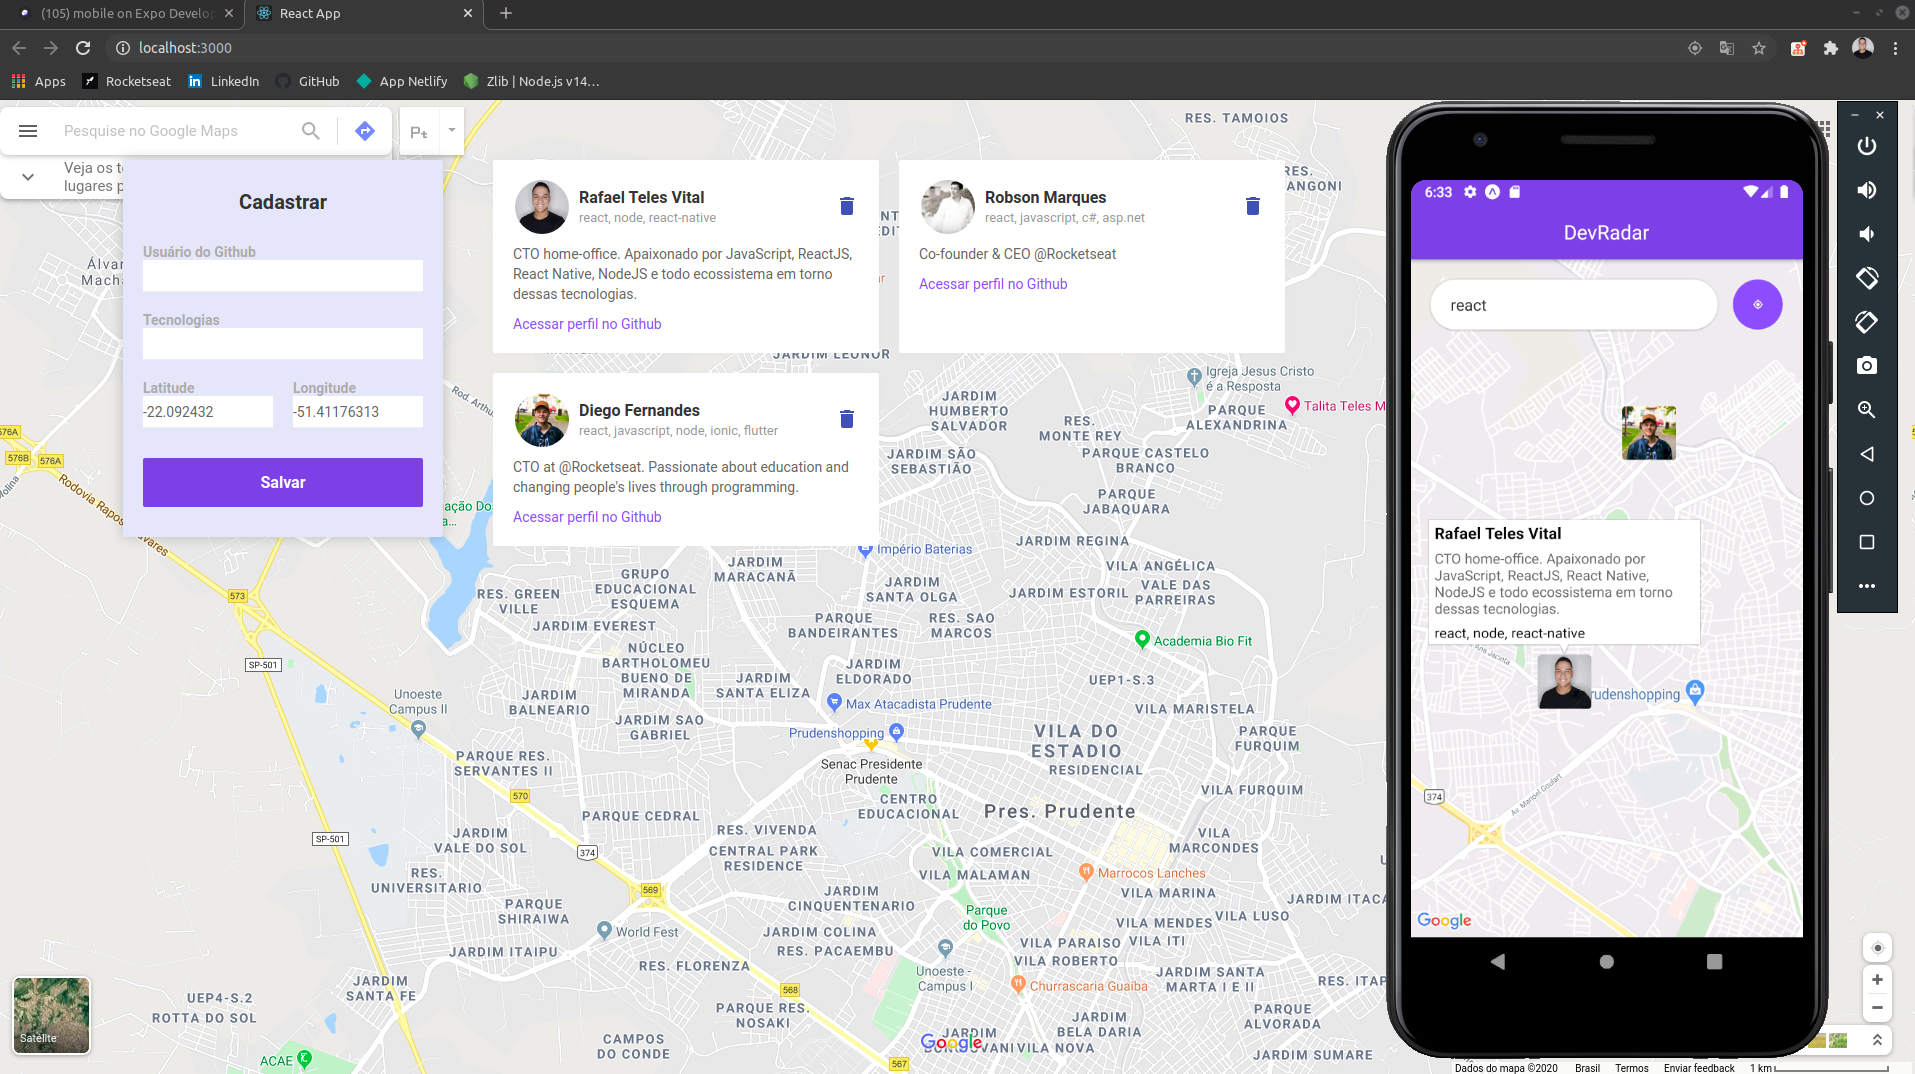 (105) mobile on Expo Develop
React App
localhost:3000
Apps
Rocketseat
LinkedIn
GitHub
App Netlify
Zlib | Node.js v14...
Pesquise no Google Maps
Veja os
lugares
Cadastrar
Usuário do Github
Tecnologias
Latitude
Longitude
-22.092432
-51.41176313
Salvar
Rafael Teles Vital
react, node, react-native
CTO home-office. Apaixonado por JavaScript, ReactJS,
React Native, NodeJS e todo ecossistema em torno
dessas tecnologias.
Acessar perfil no Github
Robson Marques
react, javascript, c#, asp.net
Co-founder & CEO @Rocketseat
Acessar perfil no Github
Diego Fernandes
react, javascript, node, ionic, flutter
CTO at @Rocketseat. Passionate about education and
changing people's lives through programming.
Acessar perfil no Github
6:33
DevRadar
react
Rafael Teles Vital
CTO home-office. Apaixonado por
JavaScript, ReactJS, React Native,
NodeJS e todo ecossistema em torno
dessas tecnologias.
react, node, react-native
rudenshopping
Av. Manoel Goulart
374
Google
RES. TAMOIOS
JARDIM LEONOR
Igreja Jesus Cristo
é a Resposta
Talita Teles M
JARDIM
HUMBERTO
SALVADOR
PARQUE
ALEXANDRINA
RES.
MONTE REY
PARQUE CASTELO
BRANCO
JARDIM SÃO
SEBASTIÃO
PARQUE
JABAQUARA
576A
576B
576A
Rodovia Rapos
avares
Rod. Arthur
JARDIM REGINA
Império Baterias
JARDIM
MARACANÃ
VILA ANGÉLICA
GRUPO
EDUCACIONAL
ESQUEMA
JARDIM
SANTA OLGA
JARDIM ESTORIL
VALE DAS
PARREIRAS
RES. GREEN
VILLE
573
JARDIM EVEREST
PARQUE
BANDEIRANTES
RES. SAO
MARCOS
Academia Bio Fit
NÚCLEO
BARTHOLOMEU
BUENO DE
MIRANDA
SP-501
JARDIM
ELDORADO
JARDIM
SANTA ELIZA
UEP1-S.3
Unoeste
Campus II
JARDIM
BALNEARIO
Max Atacadista Prudente
VILA MARISTELA
JARDIM SAO
GABRIEL
Prudenshopping
VILA DO
ESTADIO
RESIDENCIAL
PARQUE
FURQUIM
PARQUE RES.
SERVANTES II
Senac Presidente
Prudente
570
VILA FURQUIM
CENTRO
EDUCACIONAL
Pres. Prudente
PARQUE CEDRAL
SP-501
JARDIM
VALE DO SOL
RES. VIVENDA
CENTRAL PARK
RESIDENCE
374
VILA
MARCONDES
VILA COMERCIAL
VILA MALAMAN
Marrocos Lanches
RES.
UNIVERSITARIO
569
JARDIM
CINQUENTENARIO
VILA MARINA
JARDIM ITACA
PARQUE
SHIRAIWA
Parque
do Povo
VILA MENDES
VILA LUSO
World Fest
JARDIM COLINA
VILA PARAISO
VILA ITI
JARDIM ITAIPU
RES. PACAEMBU
VILA ROBERTO
RES. FLORENZA
Unoeste -
Campus I
JARDIM SANTA
MARTA I E II
JARDIM
SANTA FE
RES. ITAP
Churrascaria Guaíba
568
UEP4-S.2
ROTTA DO SOL
PARQUE RES.
NOSAKI
JARDIM
BELA DARIA
PARQUE
ALVORADA
Satélite
CAMPOS
DO CONDE
JARDIM
Google
VILA NOVA
JARDIM SUMARE
ACAE
567
Dados do mapa ©2020
Brasil
Termos
Enviar feedback
1 km